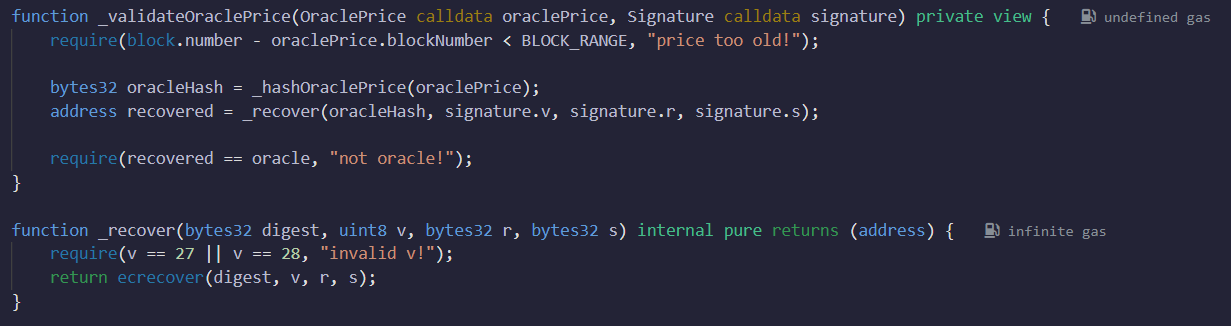 function _validateOraclePrice(OraclePrice calldata oraclePrice, Signature calldata signature) private view { undefined gas
require(block.number - oraclePrice.blockNumber < BLOCK_RANGE, "price too old!");
bytes32 oracleHash = _hashOraclePrice(oraclePrice);
address recovered = _recover(oracleHash, signature.v, signature.r, signature.s);
require(recovered == oracle, "not oracle!");
}
function _recover(bytes32 digest, uint8 v, bytes32 r, bytes32 s) internal pure returns (address) { infinite gas
require(v == 27 || v == 28, "invalid v!");
return ecrecover(digest, v, r, s);
}